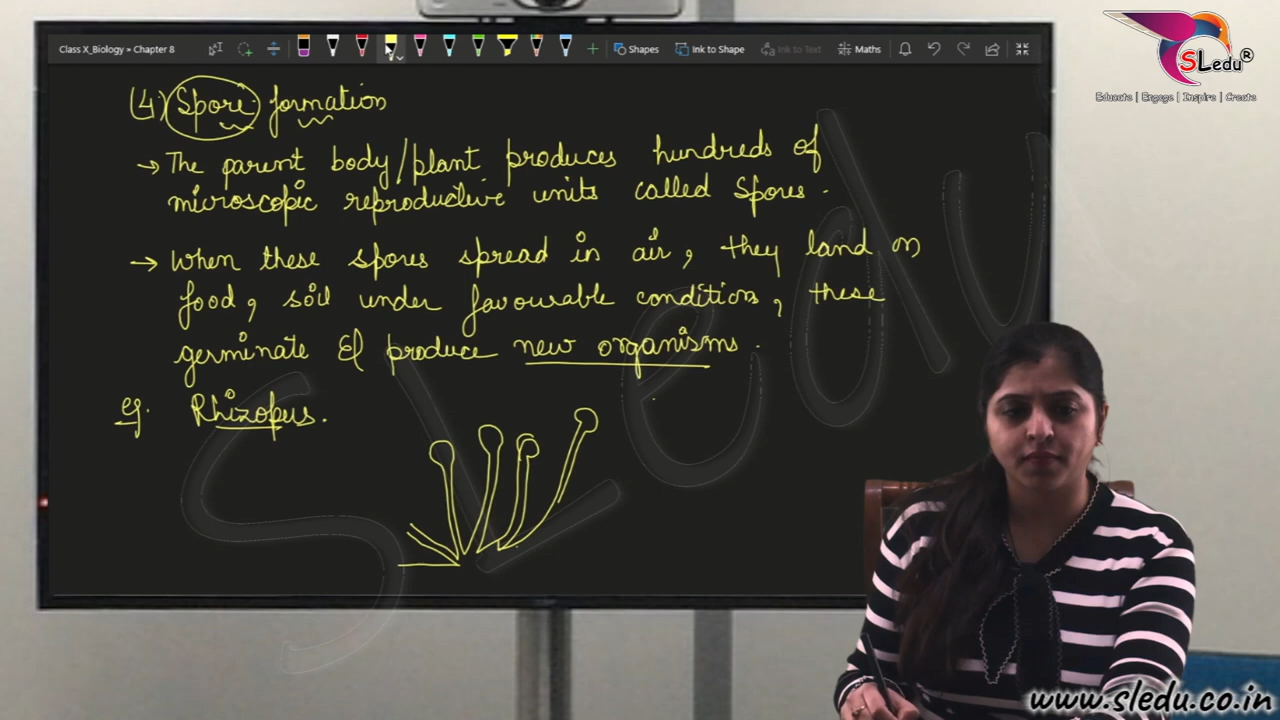 Class X_Biology » Chapter 8
Shapes
Ink to Shape
Ink to Text
Maths
SLedu®
Educate | Engage | Inspire | Create
(4) Spore formation
→ The parent body/plant produces hundreds of
microscopic reproductive units called Spores.
→ When these spores spread in air, they land on
food, soil under favourable condition, these
germinate & produce new organisms.
eg. Rhizopus.
SLedu
www.sledu.co.in